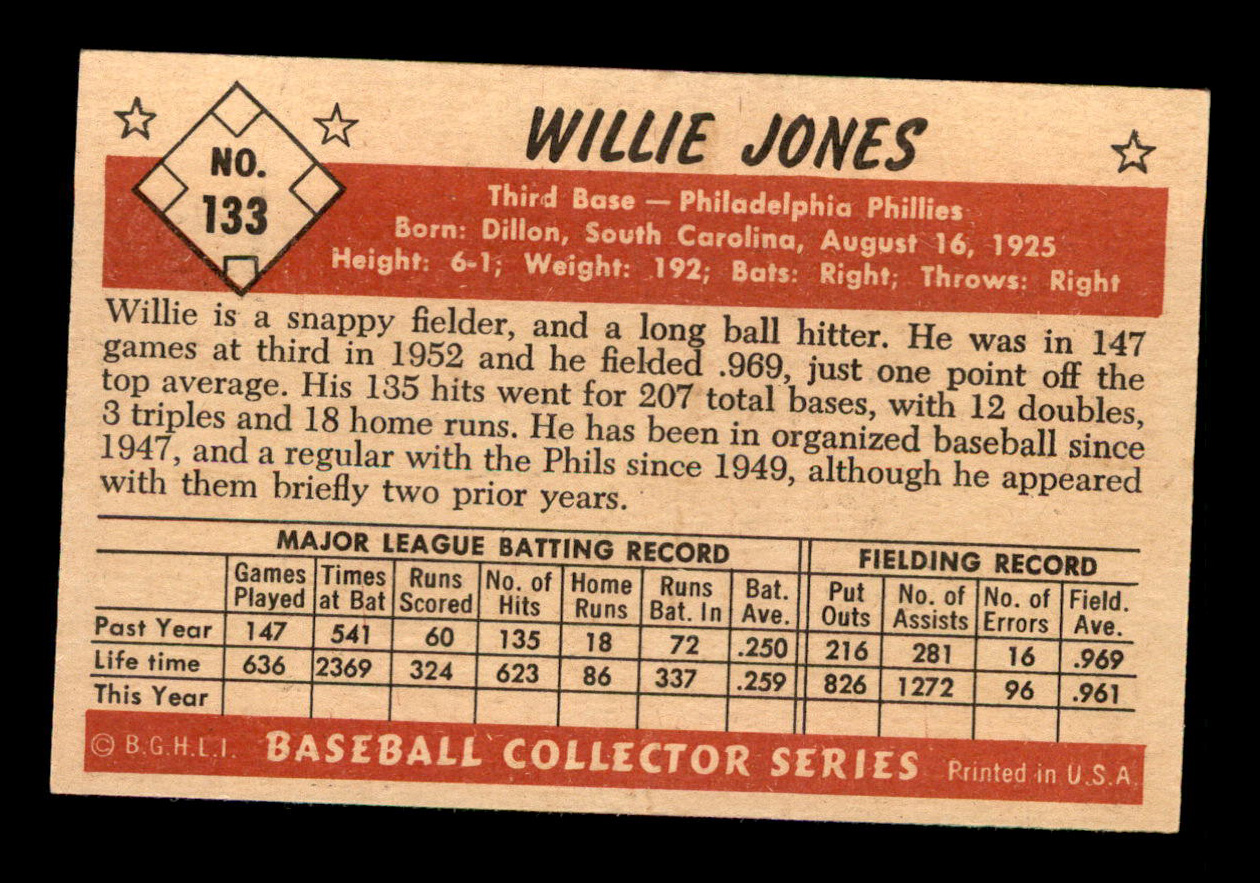 NO.
133
WILLIE JONES
Third Base — Philadelphia Phillies
Born: Dillon, South Carolina, August 16, 1925
Height: 6-1; Weight: 192; Bats: Right; Throws: Right
Willie is a snappy fielder, and a long ball hitter. He was in 147
games at third in 1952 and he fielded .969, just one point off the
top average. His 135 hits went for 207 total bases, with 12 doubles,
3 triples and 18 home runs. He has been in organized baseball since
1947, and a regular with the Phils since 1949, although he appeared
with them briefly two prior years.
MAJOR LEAGUE BATTING RECORD FIELDING RECORD
Games Times Runs No. of Home Runs Bat. Put No. of No. of Field.
Played at Bat Scored Hits Runs Bat. In Ave. Outs Assists Errors Ave.
Past Year 147 541 60 135 18 72 .250 216 281 16 .969
Life time 636 2369 324 623 86 337 .259 826 1272 96 .961
This Year
© B.G.H.L.I. BASEBALL COLLECTOR SERIES Printed in U.S.A.